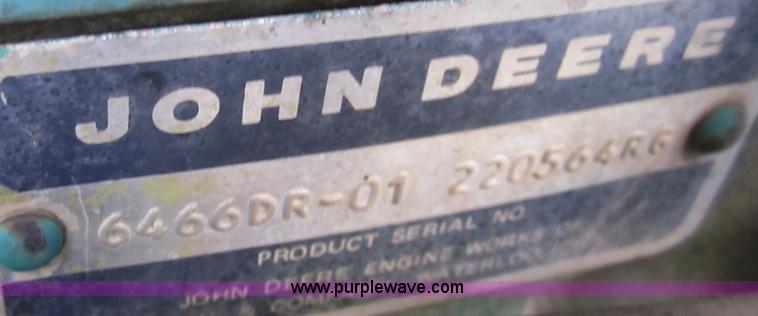 JOHN DEERE
6466DR-01 220564RG
PRODUCT SERIAL NO
JOHN DEERE ENGINE WORKS OF
www.purplewave.com